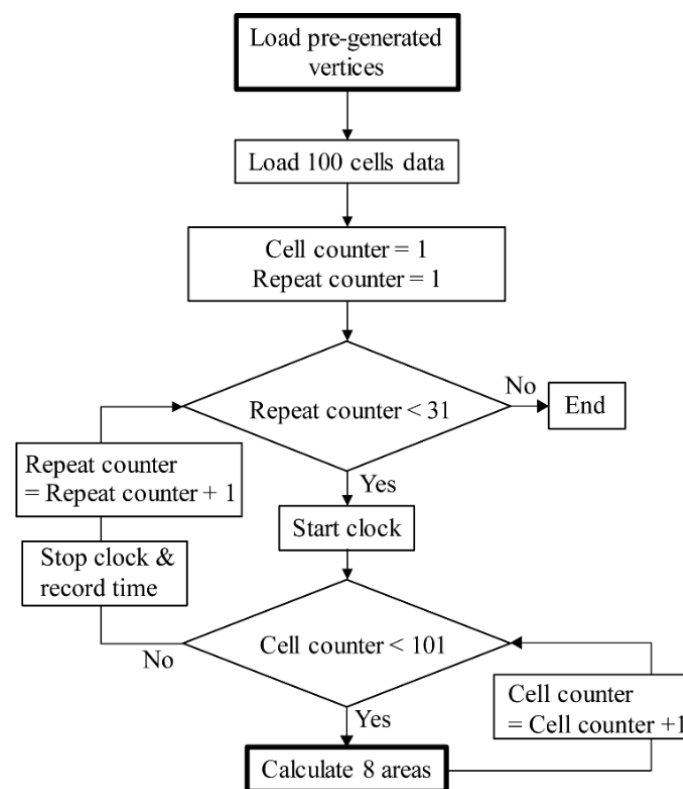 Load pre-generated
vertices
Load 100 cells data
Cell counter = 1
Repeat counter = 1
Repeat counter < 31
No
End
Yes
Repeat counter
= Repeat counter + 1
Start clock
Stop clock &
record time
Cell counter < 101
No
Yes
Cell counter
= Cell counter +1
Calculate 8 areas